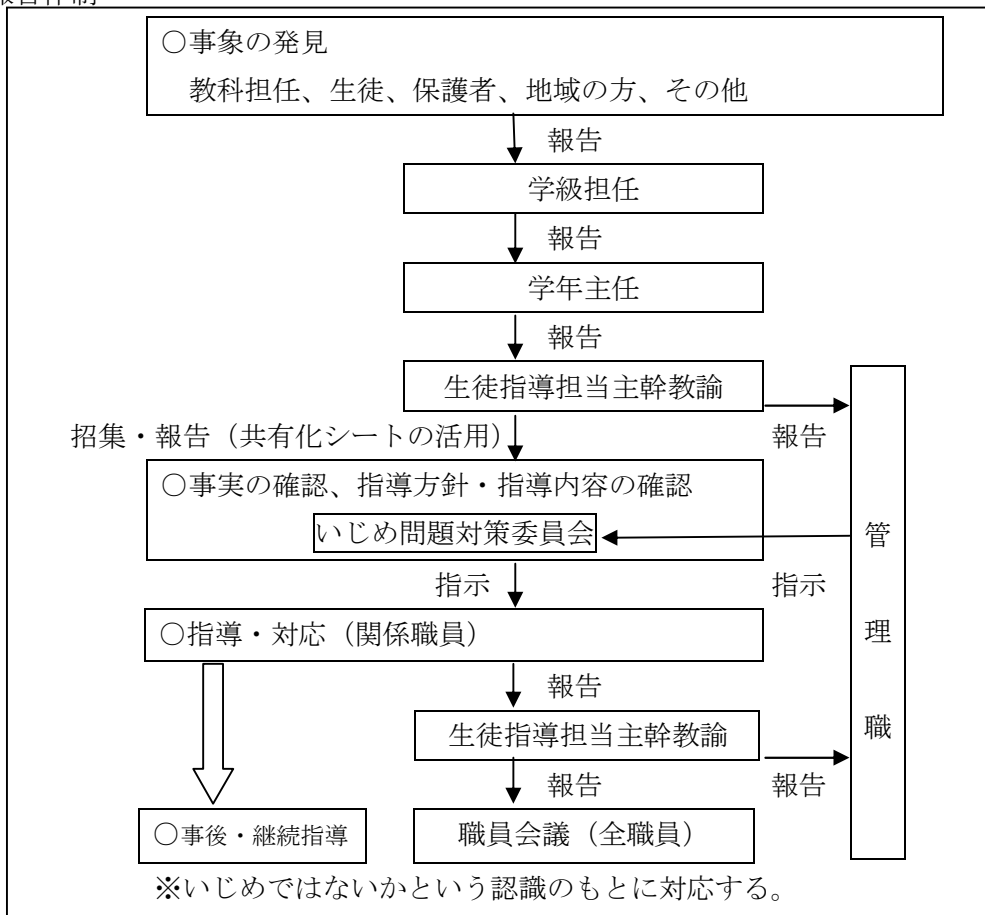 ○事象の発見
教科担任、生徒、保護者、地域の方、その他
報告
学級担任
報告
学年主任
報告
生徒指導担当主幹教諭
招集・報告（共有化シートの活用）
報告
○事実の確認、指導方針・指導内容の確認
いじめ問題対策委員会
指示
指示
管理職
○指導・対応（関係職員）
報告
生徒指導担当主幹教諭
報告
報告
○事後・継続指導
職員会議（全職員）
※いじめではないかという認識のもとに対応する。